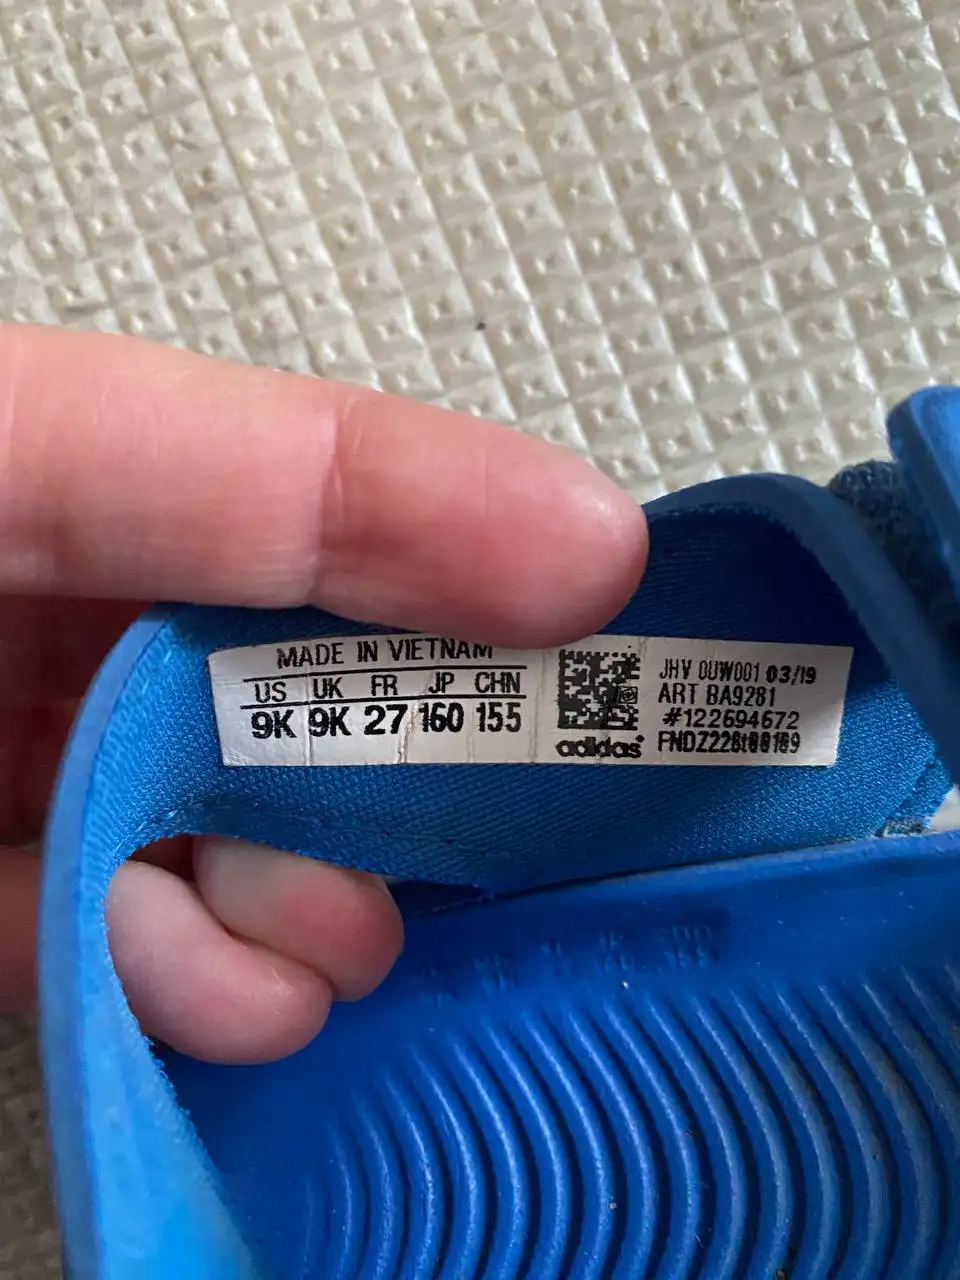 MADE IN VIETNAM
US UK FR JP CHN
9K 9K 27 160 155
adidas
JHV 0UW001 03/19
ART BA9281
#122694672